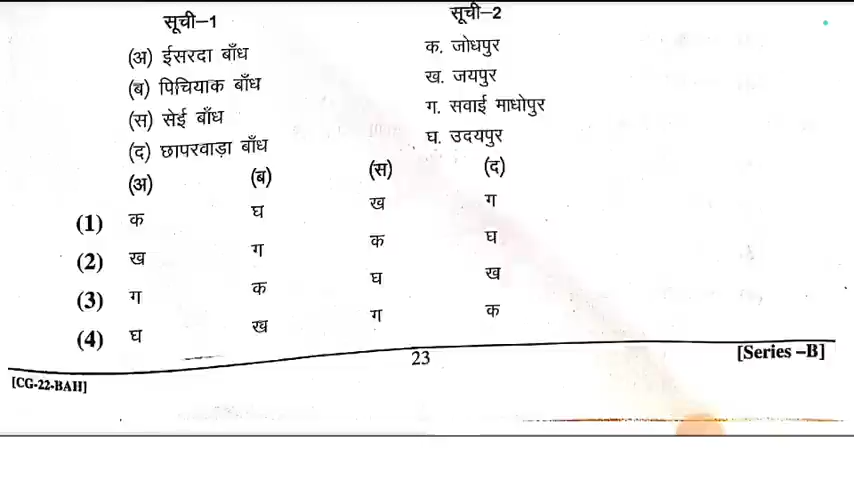 सूची–1 सूची–2
(अ) ईसरदा बाँध क. जोधपुर
(ब) पिचियाक बाँध ख. जयपुर
(स) सेई बाँध ग. सवाई माधोपुर
(द) छापरवाड़ा बाँध घ. उदयपुर
(अ) (ब) (स) (द)
(1) क घ ख ग
(2) ख ग क घ
(3) ग क घ ख
(4) घ ख ग क
23 [Series –B]
[CG-22-BAH]